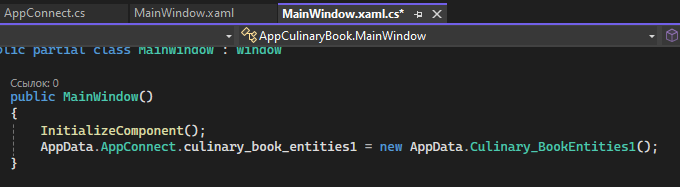 AppConnect.cs MainWindow.xaml MainWindow.xaml.cs*
AppCulinaryBook.MainWindow
blic partial class MainWindow : Window
Ссылок: 0
public MainWindow()
{
InitializeComponent();
AppData.AppConnect.culinary_book_entities1 = new AppData.Culinary_BookEntities1();
}